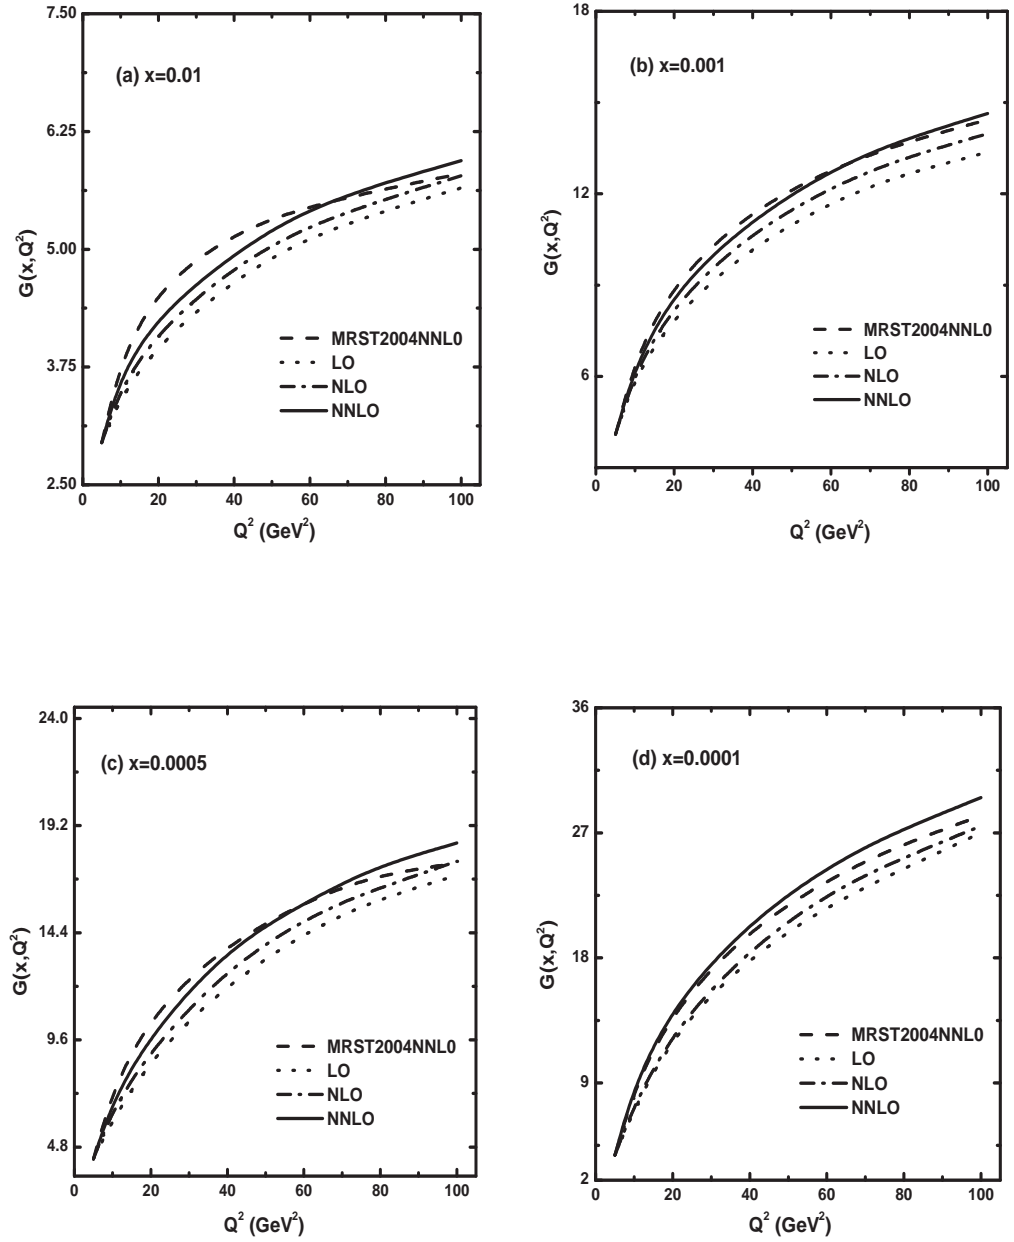 7.50
6.25
5.00
3.75
2.50
G(x,Q²)
(a) x=0.01
MRST2004NNL0
LO
NLO
NNLO
0 20 40 60 80 100
Q² (GeV²)
18
12
6
G(x,Q²)
(b) x=0.001
MRST2004NNL0
LO
NLO
NNLO
0 20 40 60 80 100
Q² (GeV²)
24.0
19.2
14.4
9.6
4.8
G(x,Q²)
(c) x=0.0005
MRST2004NNL0
LO
NLO
NNLO
0 20 40 60 80 100
Q² (GeV²)
36
27
18
9
2
G(x,Q²)
(d) x=0.0001
MRST2004NNL0
LO
NLO
NNLO
0 20 40 60 80 100
Q² (GeV²)